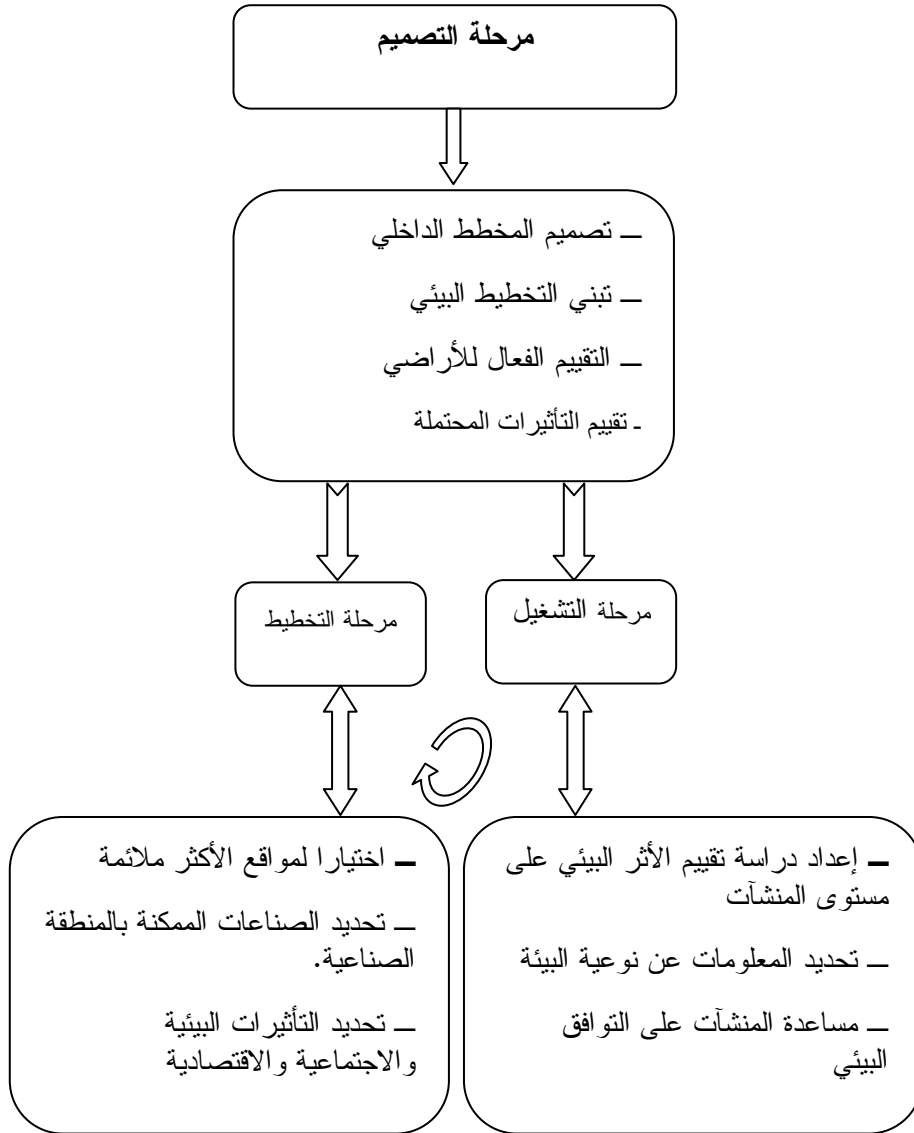 مرحلة التصميم
ــ تصميم المخطط الداخلي
ــ تبني التخطيط البيئي
ــ التقييم الفعال للأراضي
ـ تقييم التأثيرات المحتملة
مرحلة التشغيل
مرحلة التخطيط
ــ إعداد دراسة تقييم الأثر البيئي على
مستوى المنشآت
ــ تحديد المعلومات عن نوعية البيئة
ــ مساعدة المنشآت على التوافق
البيئي
ــ اختيارا لمواقع الأكثر ملائمة
ــ تحديد الصناعات الممكنة بالمنطقة
الصناعية.
ــ تحديد التأثيرات البيئية
والاجتماعية والاقتصادية